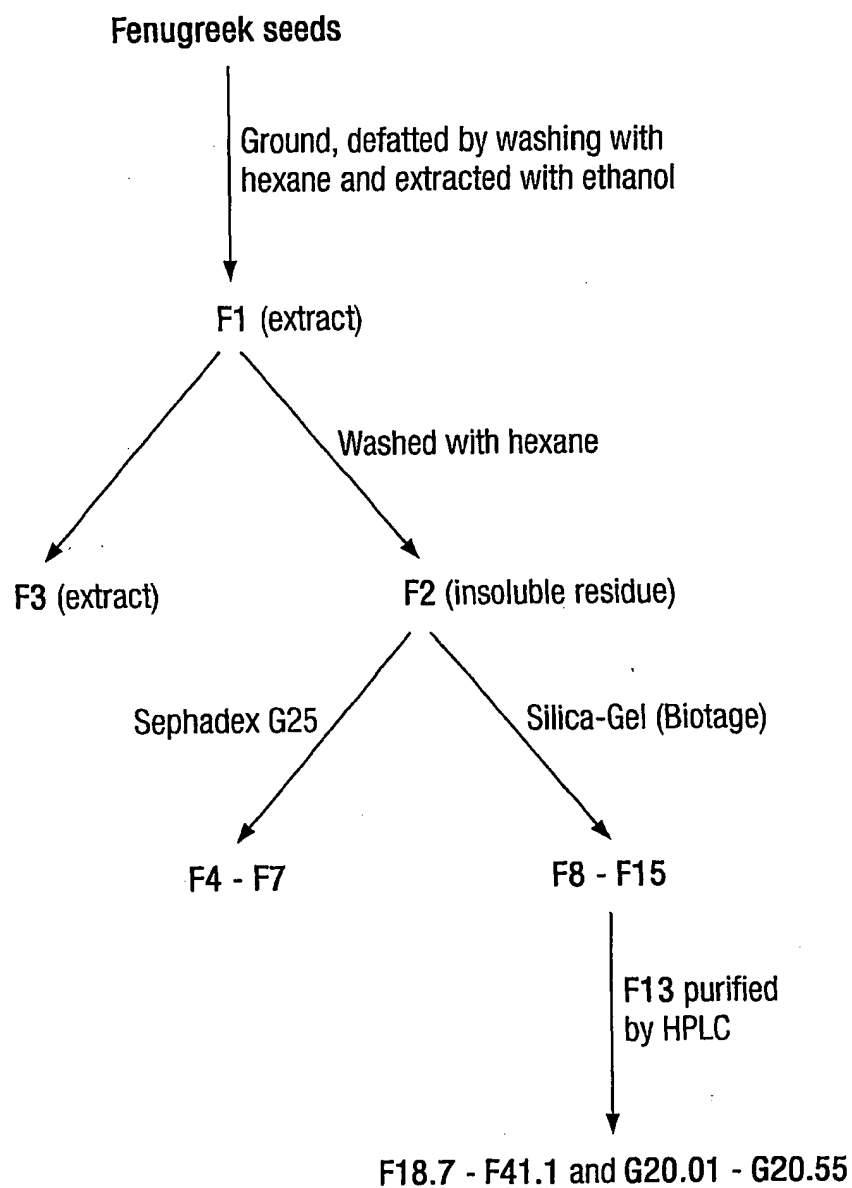 Fenugreek seeds
Ground, defatted by washing with
hexane and extracted with ethanol
F1 (extract)
Washed with hexane
F3 (extract)
F2 (insoluble residue)
Sephadex G25
Silica-Gel (Biotage)
F4 - F7
F8 - F15
F13 purified
by HPLC
F18.7 - F41.1 and G20.01 - G20.55